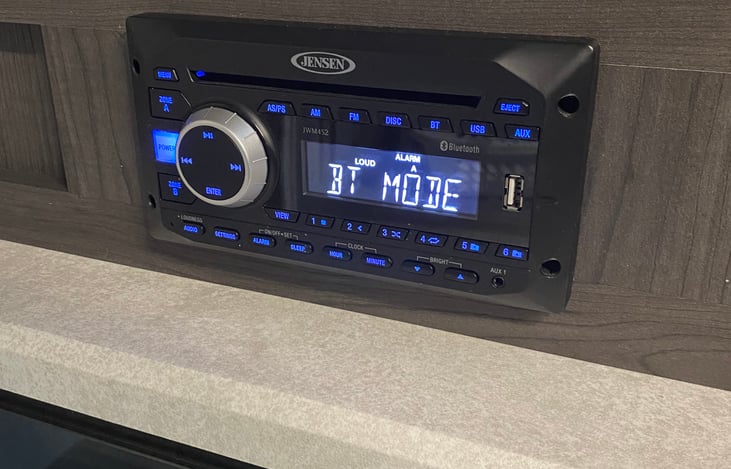 JENSEN
MENU
EJECT
ZONE A
AS/PS
AM
FM
DISC
BT
USB
AUX
JWM452
Bluetooth
POWER
LOUD
ALARM
A
BT MODE
ENTER
ZONE B
VIEW
1
2
3
4
5
6
LOUDNESS
AUDIO
SETTINGS
ON/OFF • SET
ALARM
SLEEP
CLOCK
HOUR
MINUTE
BRIGHT
AUX 1